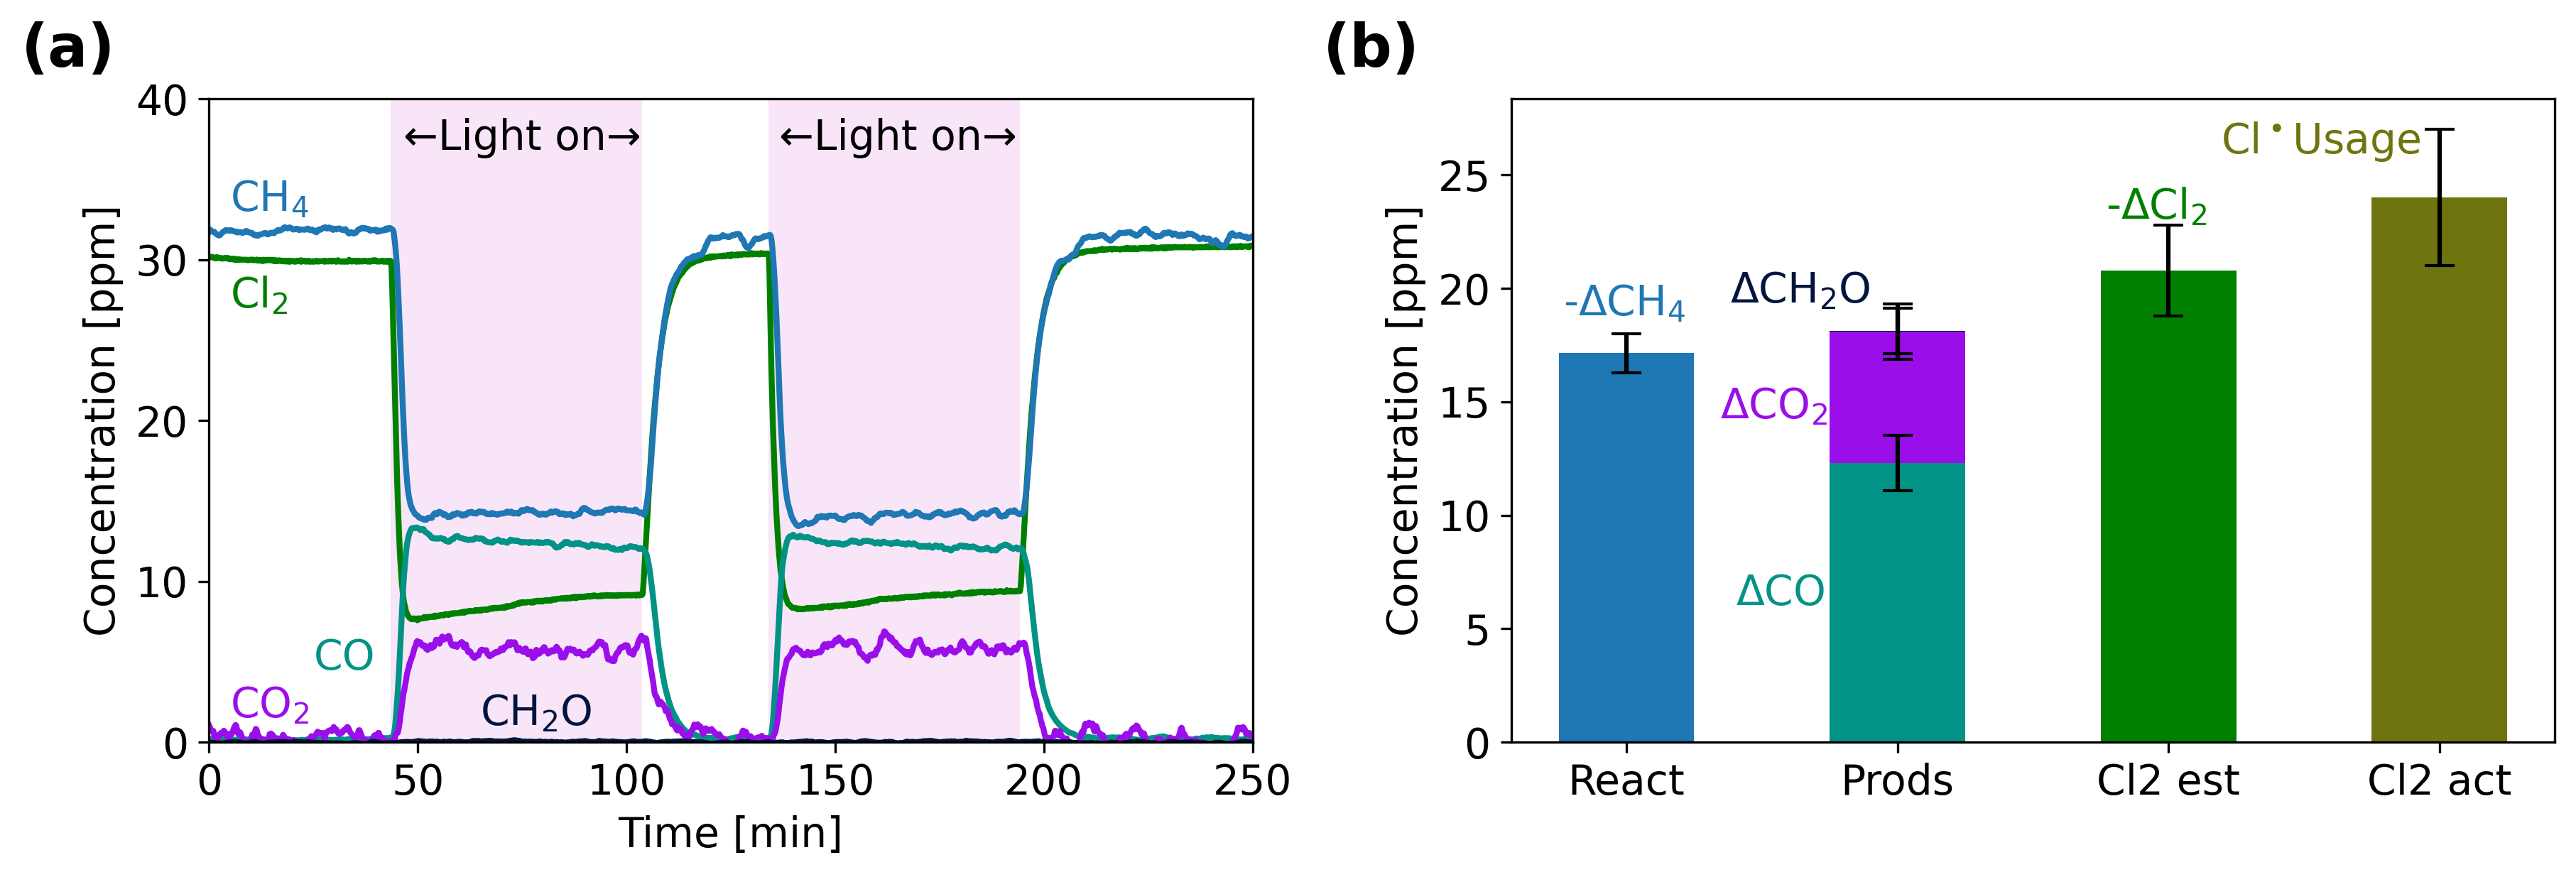 (a)
(b)
40
30
20
10
0
Concentration [ppm]
←Light on→
←Light on→
CH₄
Cl₂
CO
CO₂
CH₂O
0 50 100 150 200 250
Time [min]
25
20
15
10
5
0
Concentration [ppm]
Cl•Usage
-ΔCl₂
-ΔCH₄
ΔCH₂O
ΔCO₂
ΔCO
React Prods Cl2 est Cl2 act